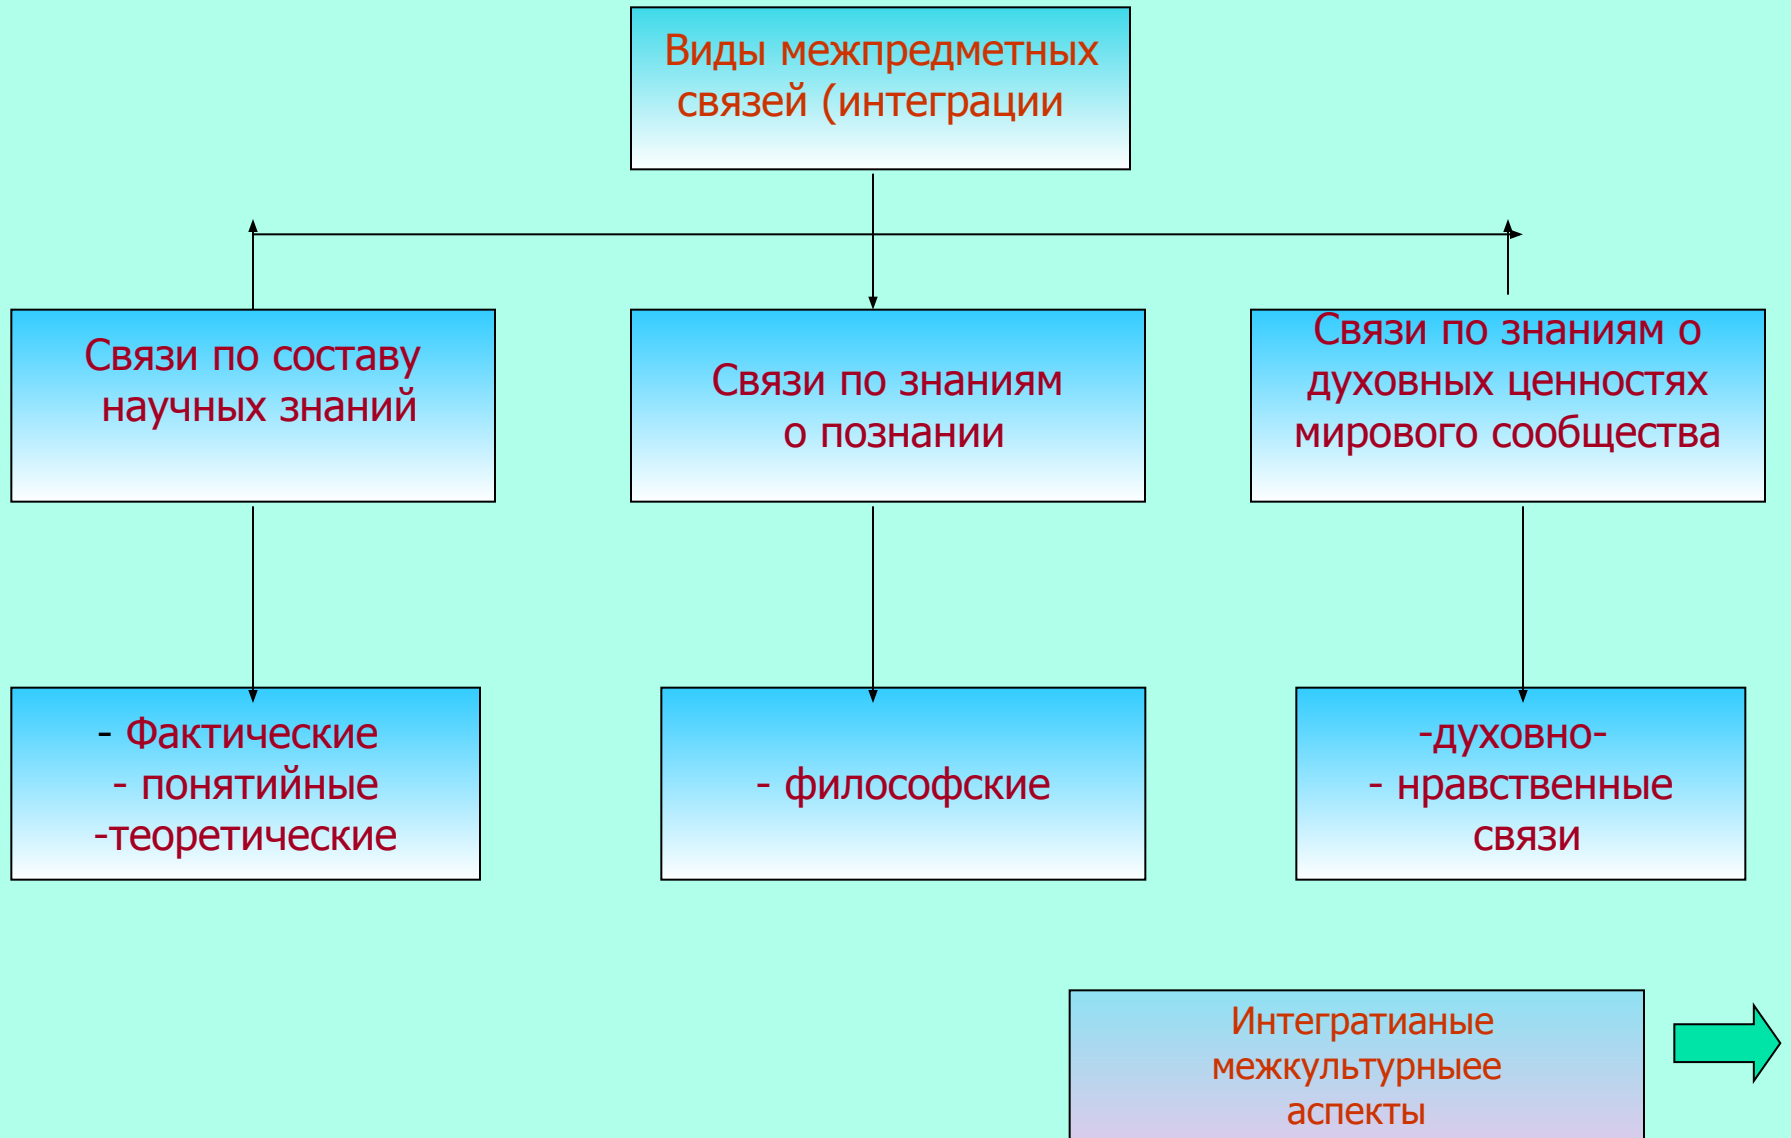 Виды межпредметных
связей (интеграции
Связи по составу
научных знаний
Связи по знаниям
о познании
Связи по знаниям о
духовных ценностях
мирового сообщества
- Фактические
- понятийные
-теоретические
- философские
-духовно-
- нравственные
связи
Интегратианые
межкультурныее
аспекты